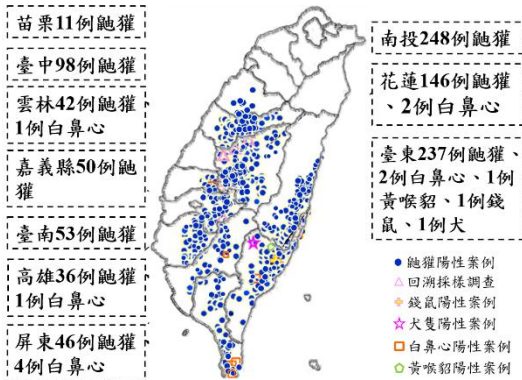 苗栗11例鼬獾
臺中98例鼬獾
雲林42例鼬獾
1例白鼻心
嘉義縣50例鼬
獾
臺南53例鼬獾
高雄36例鼬獾
1例白鼻心
屏東46例鼬獾
4例白鼻心
南投248例鼬獾
花蓮146例鼬獾
、2例白鼻心
臺東237例鼬獾、
2例白鼻心、1例
黃喉貂、1例錢
鼠、1例犬
鼬獾陽性案例
回溯採樣調查
錢鼠陽性案例
犬隻陽性案例
白鼻心陽性案例
黃喉貂陽性案例